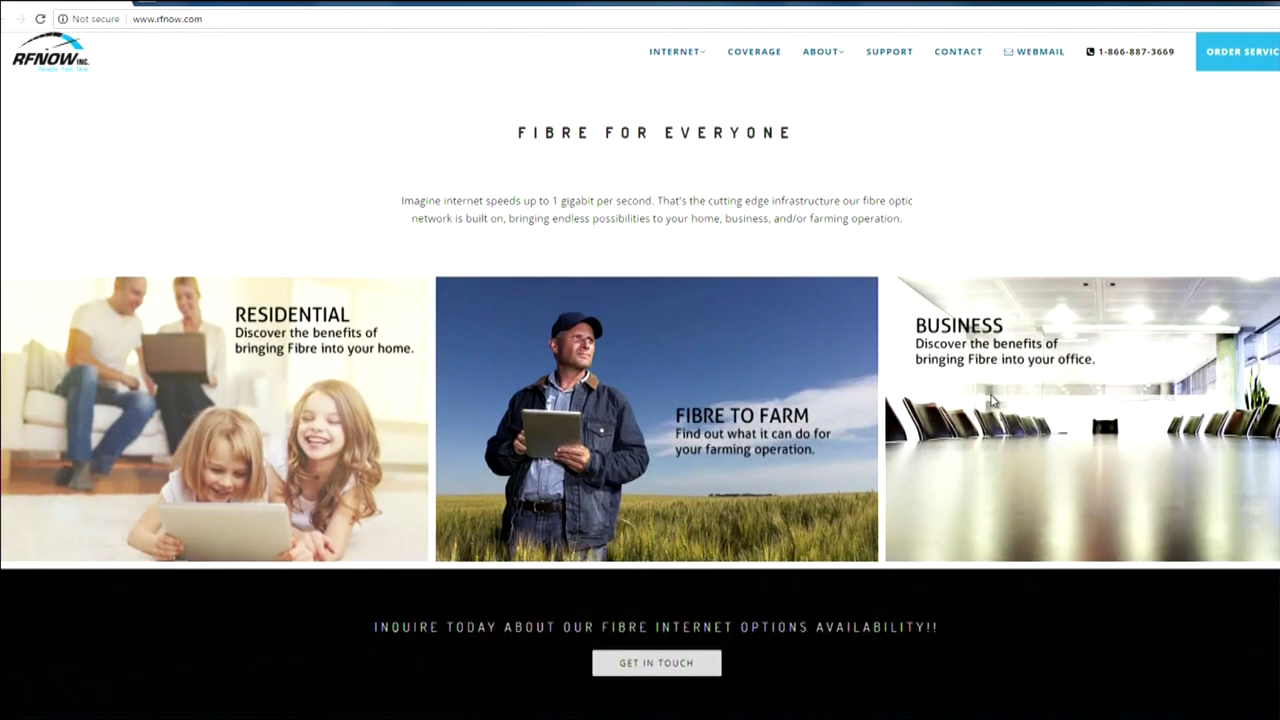 Not secure | www.rfnow.com
RFNOW INC.
INTERNET COVERAGE ABOUT SUPPORT CONTACT WEBMAIL 1-866-887-3669 ORDER SERVIC
FIBRE FOR EVERYONE
Imagine internet speeds up to 1 gigabit per second. That's the cutting edge infrastructure our fibre optic
network is built on, bringing endless possibilities to your home, business, and/or farming operation.
RESIDENTIAL
Discover the benefits of
bringing Fibre into your home.
FIBRE TO FARM
Find out what it can do for
your farming operation.
BUSINESS
Discover the benefits of
bringing Fibre into your office.
INQUIRE TODAY ABOUT OUR FIBRE INTERNET OPTIONS AVAILABILITY!!
GET IN TOUCH